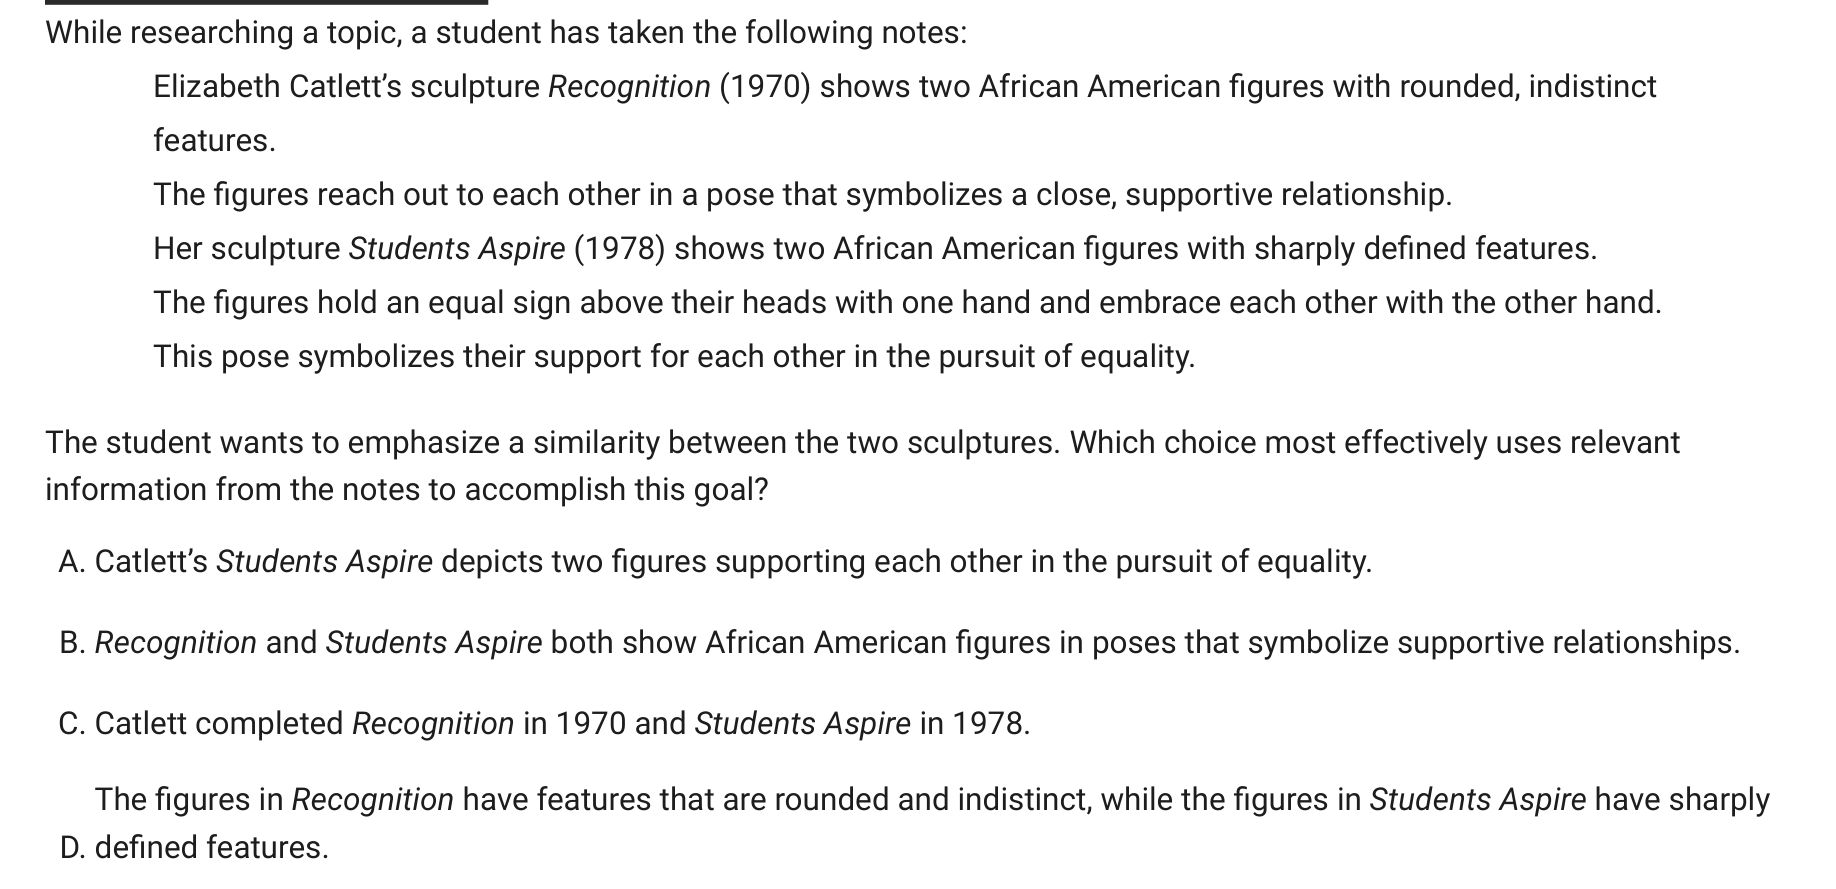 While researching a topic, a student has taken the following notes:
Elizabeth Catlett’s sculpture Recognition (1970) shows two African American figures with rounded, indistinct
features.
The figures reach out to each other in a pose that symbolizes a close, supportive relationship.
Her sculpture Students Aspire (1978) shows two African American figures with sharply defined features.
The figures hold an equal sign above their heads with one hand and embrace each other with the other hand.
This pose symbolizes their support for each other in the pursuit of equality.
The student wants to emphasize a similarity between the two sculptures. Which choice most effectively uses relevant
information from the notes to accomplish this goal?
A. Catlett’s Students Aspire depicts two figures supporting each other in the pursuit of equality.
B. Recognition and Students Aspire both show African American figures in poses that symbolize supportive relationships.
C. Catlett completed Recognition in 1970 and Students Aspire in 1978.
The figures in Recognition have features that are rounded and indistinct, while the figures in Students Aspire have sharply
D. defined features.